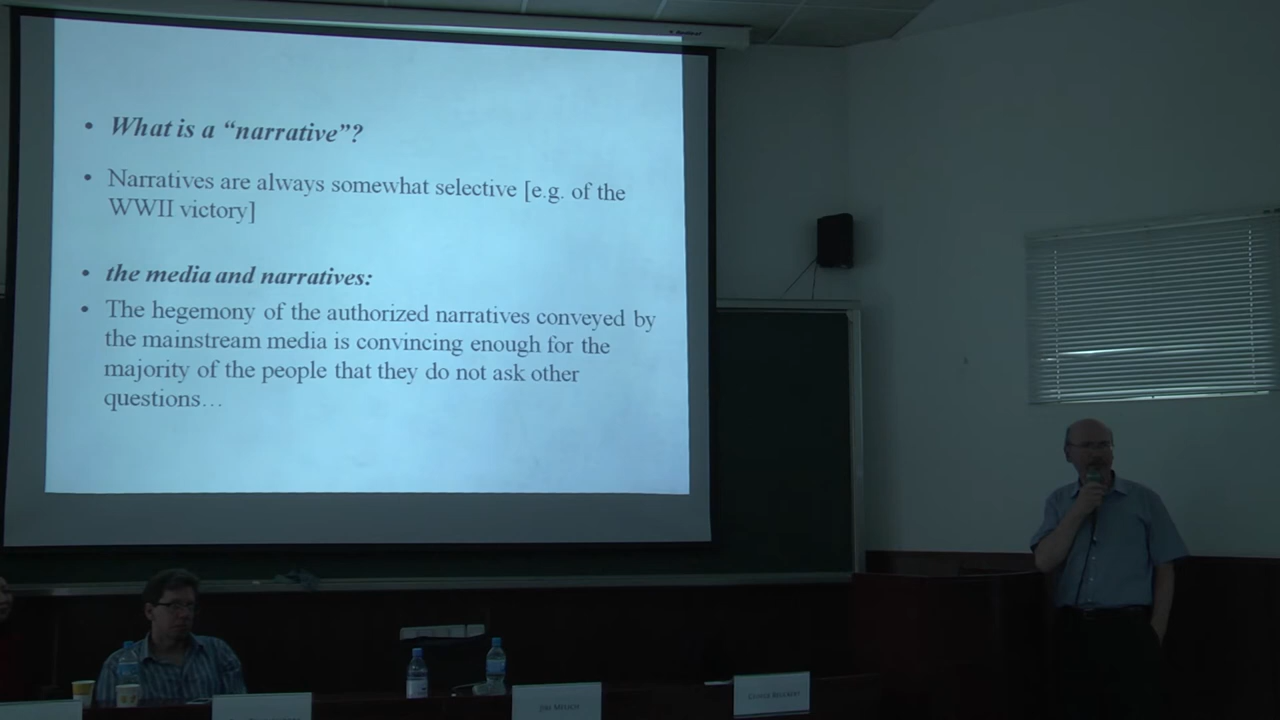 • What is a “narrative”?
• Narratives are always somewhat selective [e.g. of the
WWII victory]
• the media and narratives:
• The hegemony of the authorized narratives conveyed by
the mainstream media is convincing enough for the
majority of the people that they do not ask other
questions…